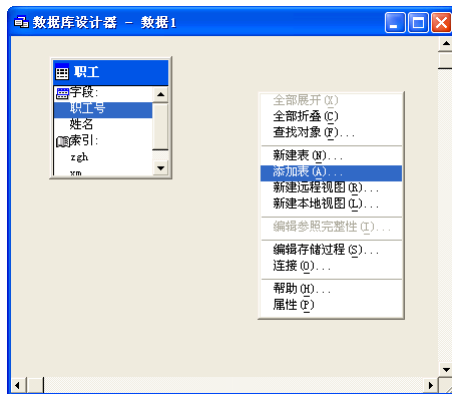 数据库设计器 - 数据1
职工
字段:
职工号
姓名
索引:
zgh
xm
全部展开(X)
全部折叠(C)
查找对象(F)...
新建表(N)...
添加表(A)...
新建远程视图(R)...
新建本地视图(L)...
编辑参照完整性(I)...
编辑存储过程(S)...
连接(O)...
帮助(H)...
属性(P)